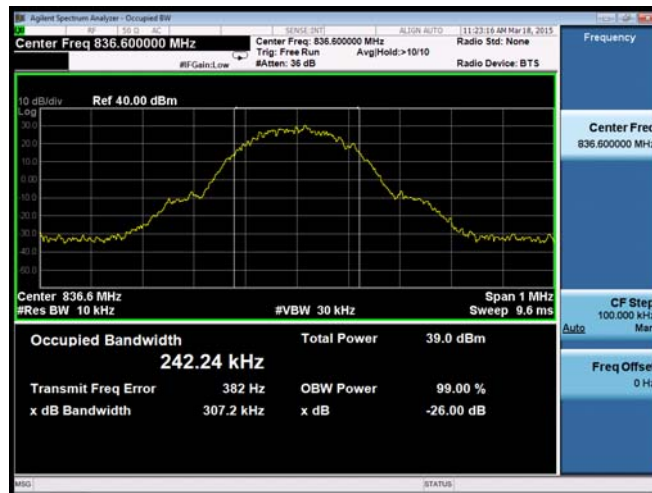 Agilent Spectrum Analyzer - Occupied BW
RF 50 Ω AC SENSE:INT ALIGN AUTO 11:23:16 AM Mar 18, 2015
Center Freq 836.600000 MHz
Center Freq: 836.600000 MHz Radio Std: None
Trig: Free Run Avg|Hold:>10/10
#IFGain:Low #Atten: 36 dB Radio Device: BTS
Frequency
10 dB/div Ref 40.00 dBm
Log
30.0
20.0
10.0
0.00
10.0
20.0
30.0
40.0
60.0
Center 836.6 MHz Span 1 MHz
#Res BW 10 kHz #VBW 30 kHz Sweep 9.6 ms
Center Freq
836.600000 MHz
CF Step
100.000 kHz
Auto Man
Freq Offset
0 Hz
Occupied Bandwidth Total Power 39.0 dBm
242.24 kHz
Transmit Freq Error 382 Hz OBW Power 99.00 %
x dB Bandwidth 307.2 kHz x dB -26.00 dB
MSG STATUS